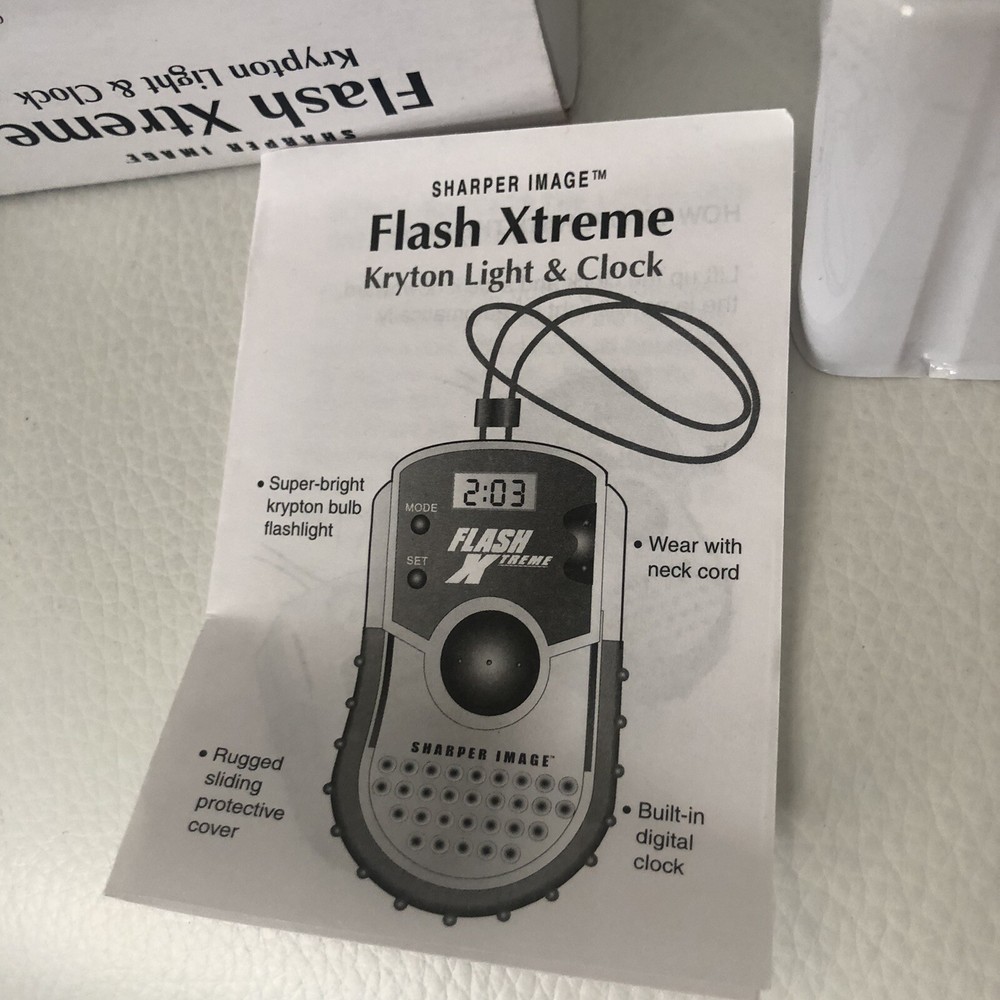 SHARPER IMAGE
Flash Xtreme
Krypton Light & Clock
SHARPER IMAGE™
Flash Xtreme
Kryton Light & Clock
• Super-bright
krypton bulb
flashlight
2:03
MODE
SET
FLASH
XTREME
• Wear with
neck cord
SHARPER IMAGE™
• Rugged
sliding
protective
cover
• Built-in
digital
clock